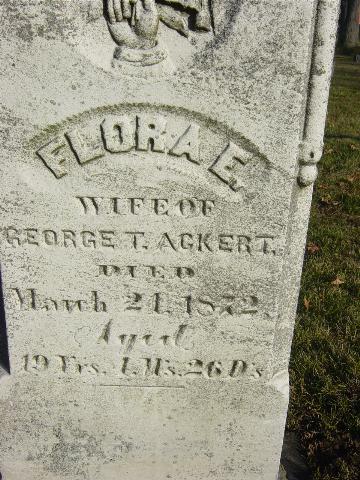 FLORA E.
WIFE OF
GEORGE T. ACKERT.
DIED
March 21, 1872.
Aged
19 Yrs. 1 Ms. 26 Ds.